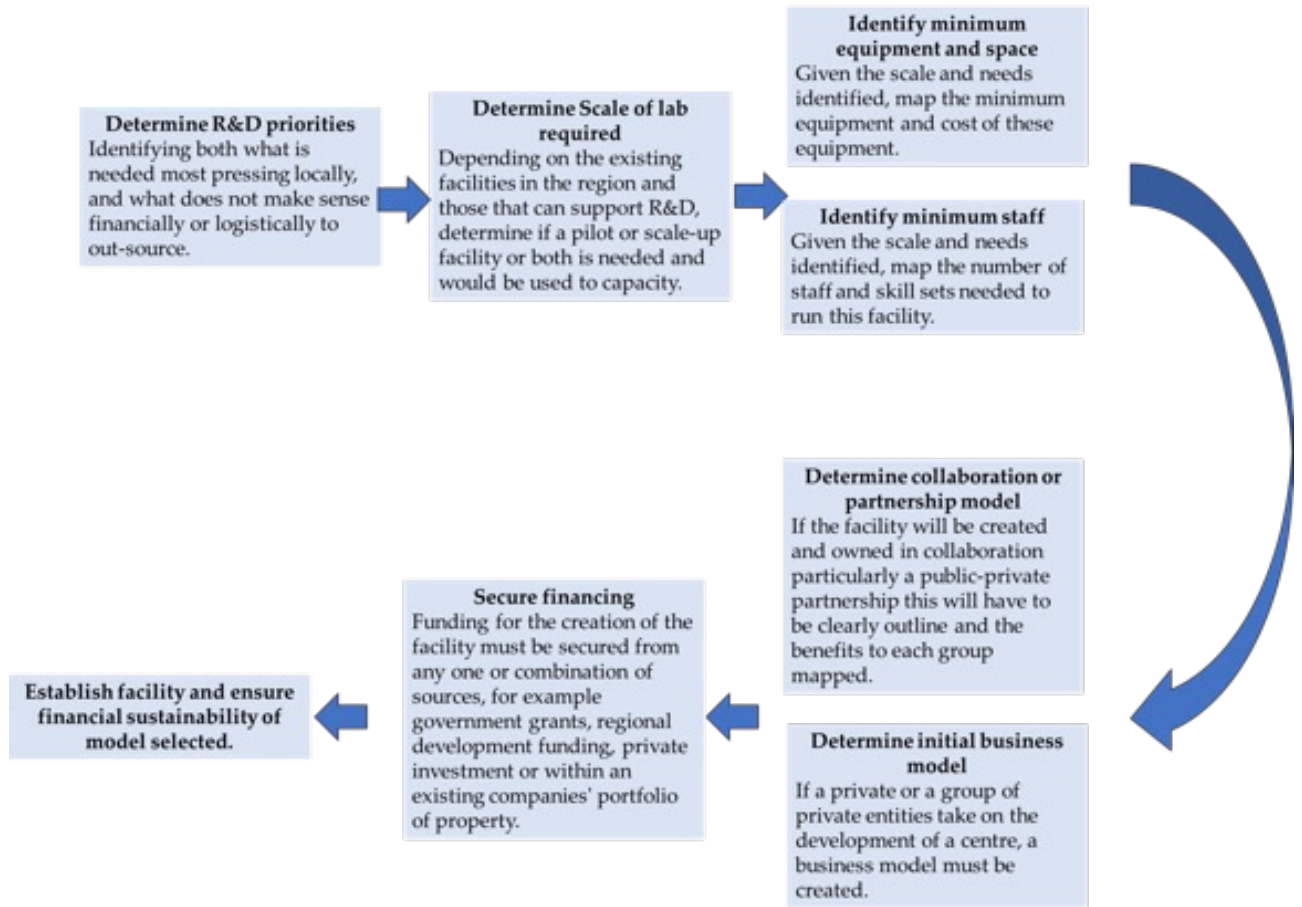 Determine R&D priorities
Identifying both what is
needed most pressing locally,
and what does not make sense
financially or logistically to
out-source.
Determine Scale of lab
required
Depending on the existing
facilities in the region and
those that can support R&D,
determine if a pilot or scale-up
facility or both is needed and
would be used to capacity.
Identify minimum
equipment and space
Given the scale and needs
identified, map the minimum
equipment and cost of these
equipment.
Identify minimum staff
Given the scale and needs
identified, map the number of
staff and skill sets needed to
run this facility.
Determine collaboration or
partnership model
If the facility will be created
and owned in collaboration
particularly a public-private
partnership this will have to
be clearly outline and the
benefits to each group
mapped.
Determine initial business
model
If a private or a group of
private entities take on the
development of a centre, a
business model must be
created.
Secure financing
Funding for the creation of the
facility must be secured from
any one or combination of
sources, for example
government grants, regional
development funding, private
investment or within an
existing companies' portfolio
of property.
Establish facility and ensure
financial sustainability of
model selected.